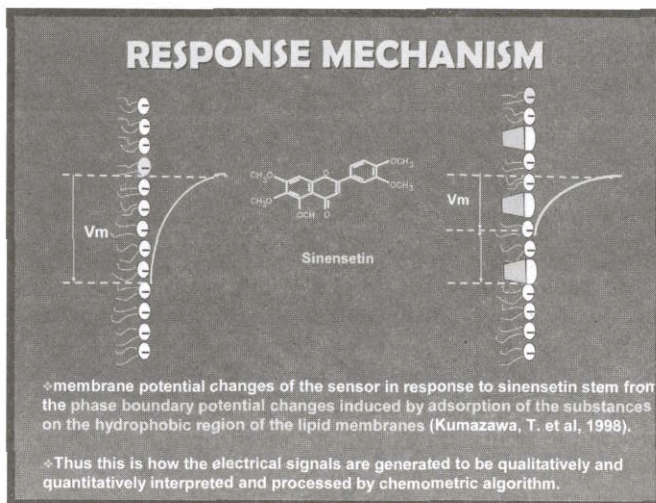 RESPONSE MECHANISM
Vm
OCH₃
OCH₃
CH₃O
CH₃O
OCH
O
O
Sinensetin
Vm
❖membrane potential changes of the sensor in response to sinensetin stem from
the phase boundary potential changes induced by adsorption of the substances
on the hydrophobic region of the lipid membranes (Kumazawa, T. et al, 1998).
❖Thus this is how the electrical signals are generated to be qualitatively and
quantitatively interpreted and processed by chemometric algorithm.